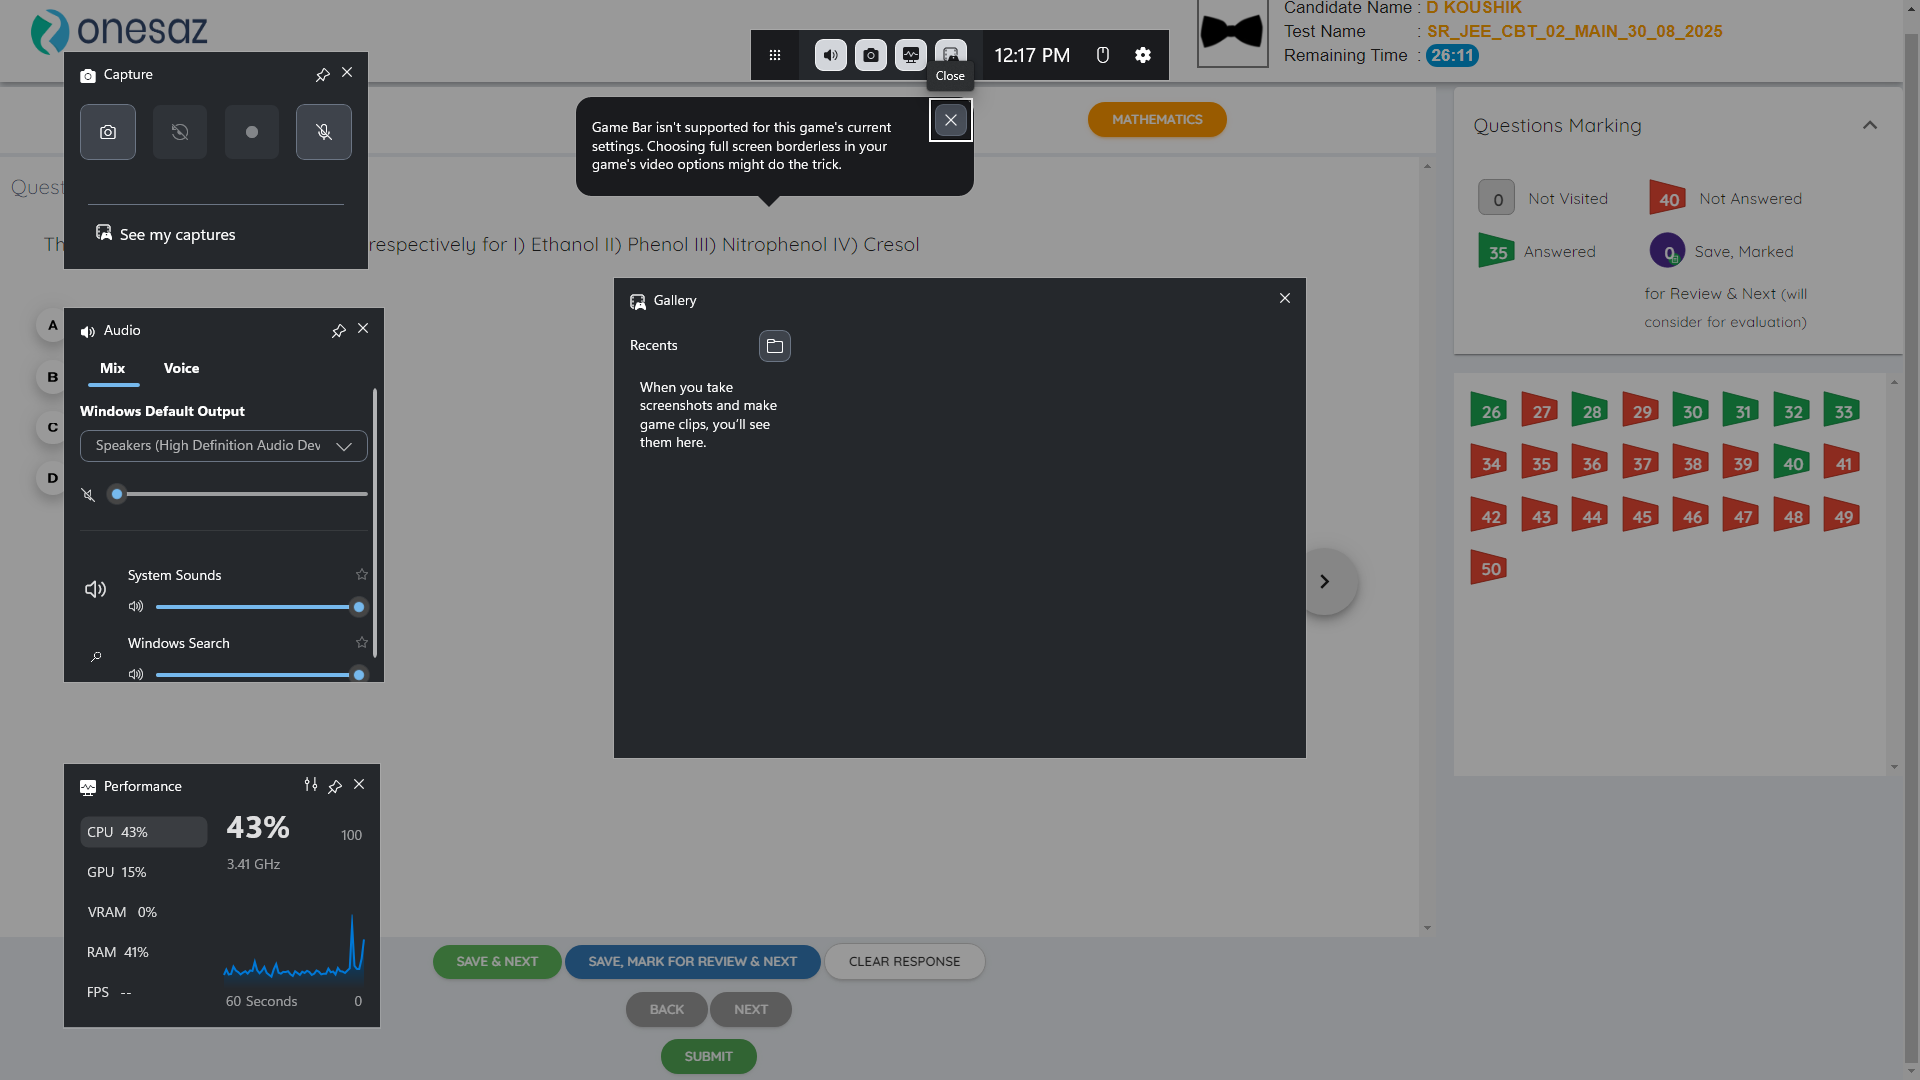 onesaz
Candidate Name : D KOUSHIK
Test Name : SR_JEE_CBT_02_MAIN_30_08_2025
Remaining Time : 26:11
12:17 PM
Close
Capture
See my captures
Game Bar isn't supported for this game's current
settings. Choosing full screen borderless in your
game's video options might do the trick.
MATHEMATICS
Quest
Th
respectively for I) Ethanol II) Phenol III) Nitrophenol IV) Cresol
A
B
C
D
Audio
Mix Voice
Windows Default Output
Speakers (High Definition Audio Dev
System Sounds
Windows Search
Gallery
Recents
When you take
screenshots and make
game clips, you'll see
them here.
Performance
CPU 43%
GPU 15%
VRAM 0%
RAM 41%
FPS --
43%
100
3.41 GHz
60 Seconds 0
SAVE & NEXT
SAVE, MARK FOR REVIEW & NEXT
CLEAR RESPONSE
BACK
NEXT
SUBMIT
Questions Marking
0 Not Visited
40 Not Answered
35 Answered
0 Save, Marked
for Review & Next (will
consider for evaluation)
26 27 28 29 30 31 32 33
34 35 36 37 38 39 40 41
42 43 44 45 46 47 48 49
50